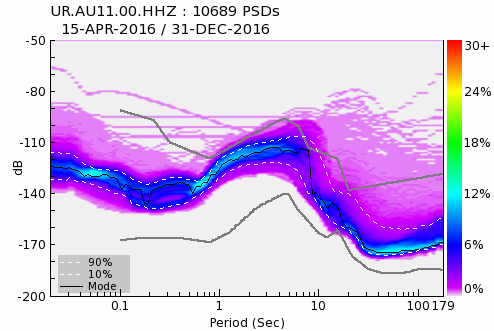 UR.AU11.00.HHZ : 10689 PSDs
15-APR-2016 / 31-DEC-2016
-50
-80
-110
-140
-170
-200
dB
30+
24%
18%
12%
6%
0%
90%
10%
Mode
0.1 1 10 100 179
Period (Sec)